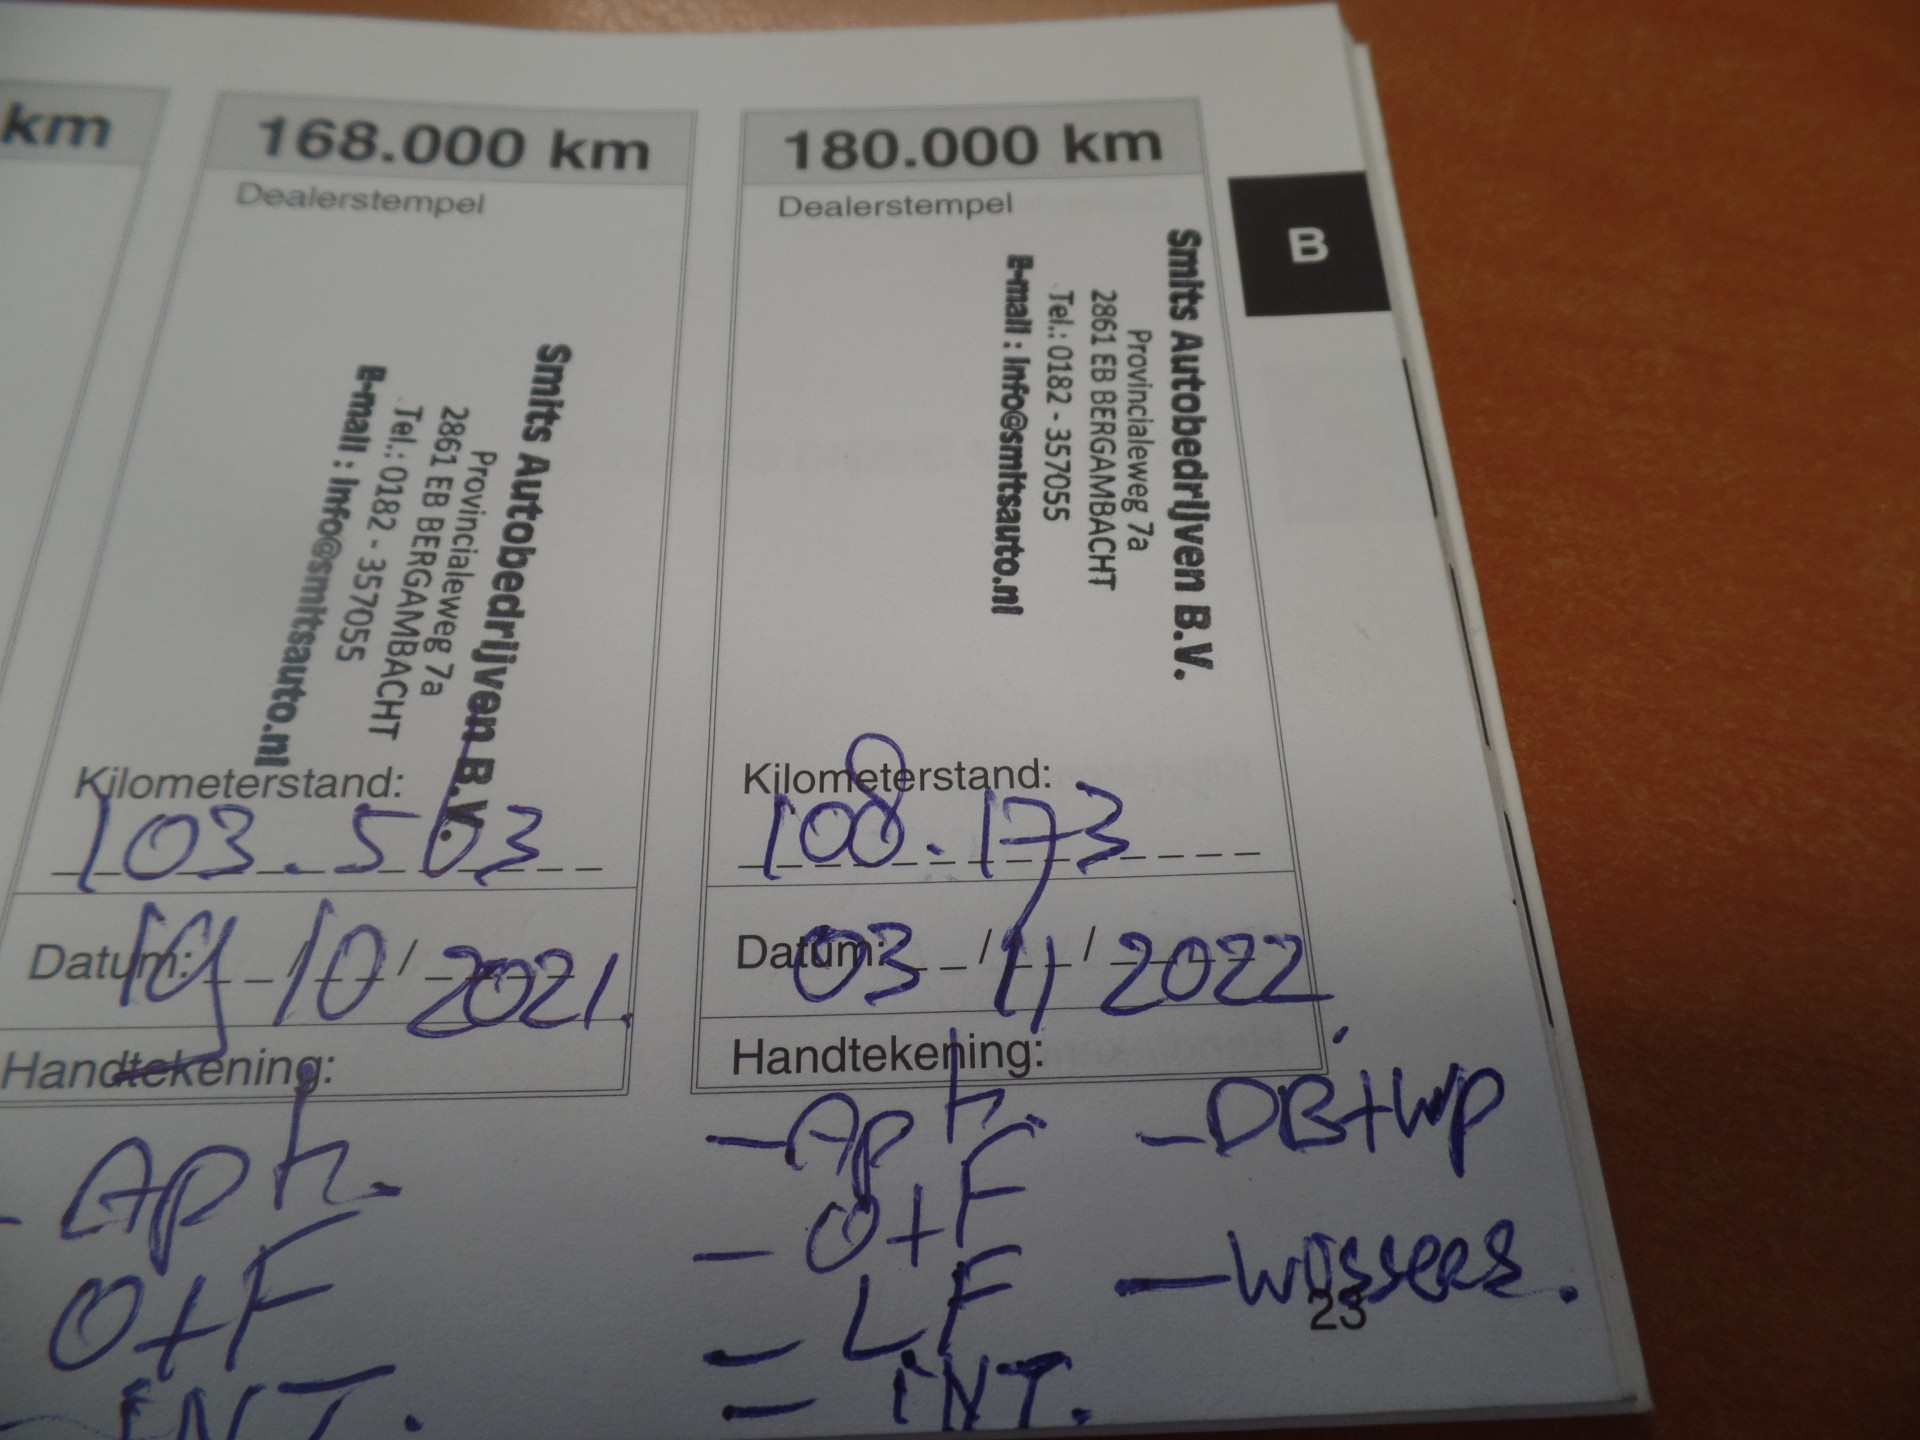 km
168.000 km
Dealerstempel
Smits Autobedrijven B.V.
Provincialeweg 7a
2861 EB BERGAMBACHT
Tel.: 0182 - 357055
E-mail : info@smitsauto.nl
Kilometerstand:
103.503
Datum: 19/10/2021.
Handtekening:
- Ap k.
O+F
- INT.
180.000 km
Dealerstempel
Smits Autobedrijven B.V.
Provincialeweg 7a
2861 EB BERGAMBACHT
Tel.: 0182 - 357055
E-mail : info@smitsauto.nl
Kilometerstand:
108.173
Datum: 03/11/2022.
Handtekening:
- Ap k.
- O+F
- LF
- INT.
- DB+Wp
- Wissers.
B
23